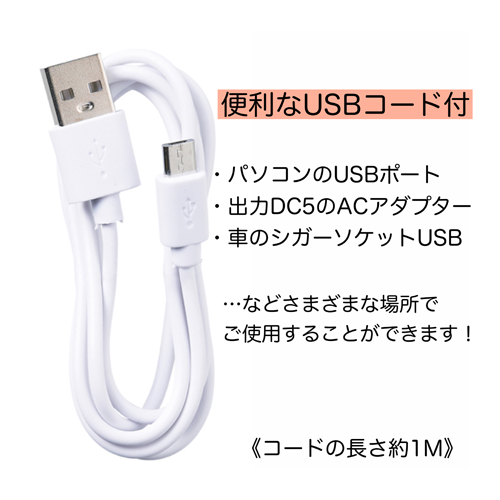 便利なUSBコード付
・パソコンのUSBポート
・出力DC5のACアダプター
・車のシガーソケットUSB
…などさまざまな場所で
ご使用することができます！
《コードの長さ約1M》